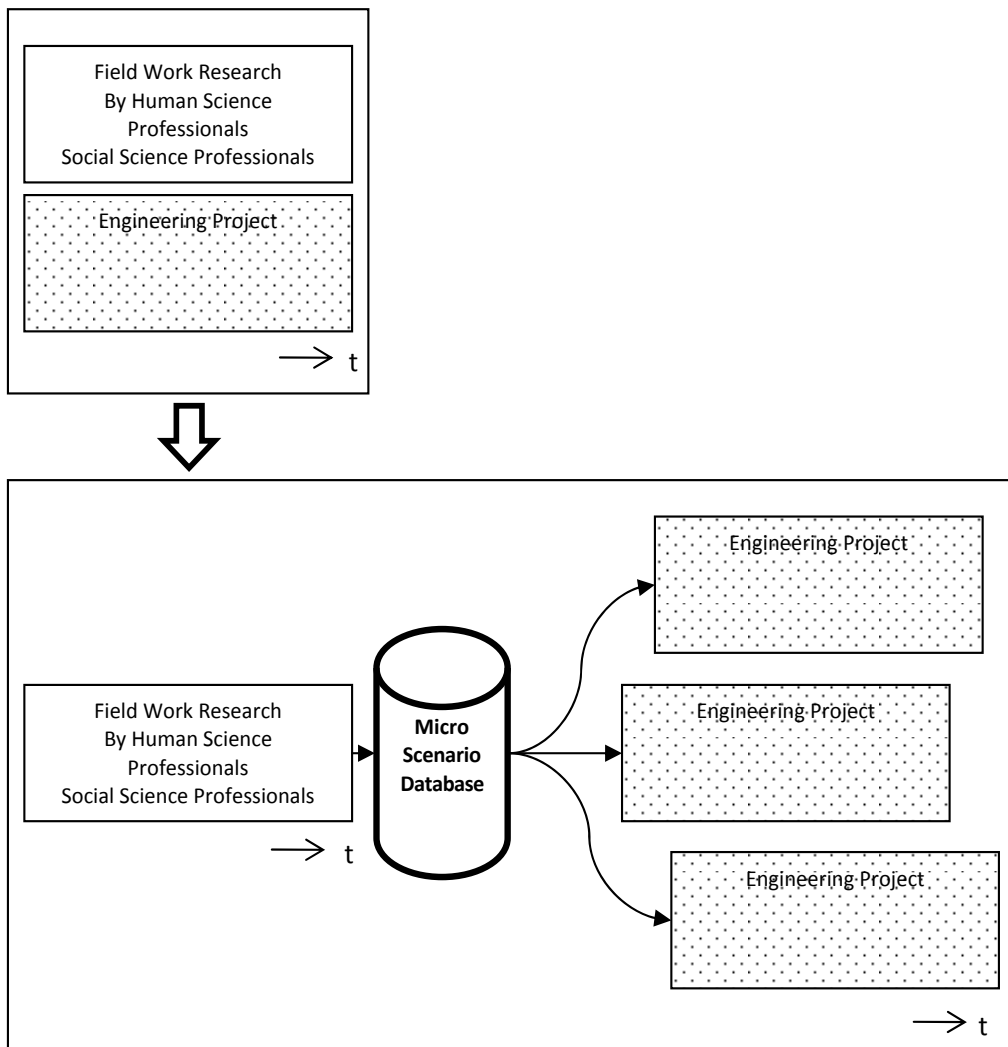 Field Work Research
By Human Science
Professionals
Social Science Professionals
Engineering Project
t
Engineering Project
Field Work Research
By Human Science
Professionals
Social Science Professionals
t
Micro
Scenario
Database
Engineering Project
Engineering Project
t